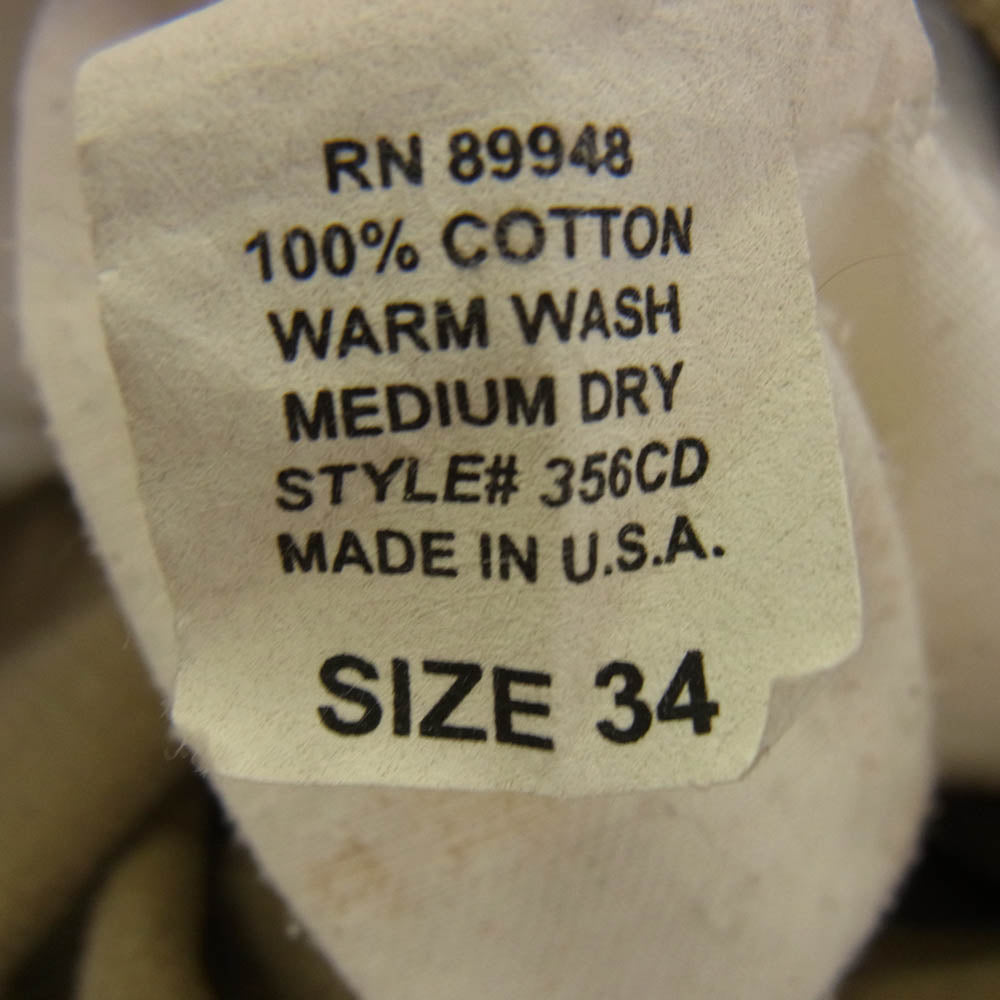 RN 89948
100% COTTON
WARM WASH
MEDIUM DRY
STYLE# 356CD
MADE IN U.S.A.
SIZE 34